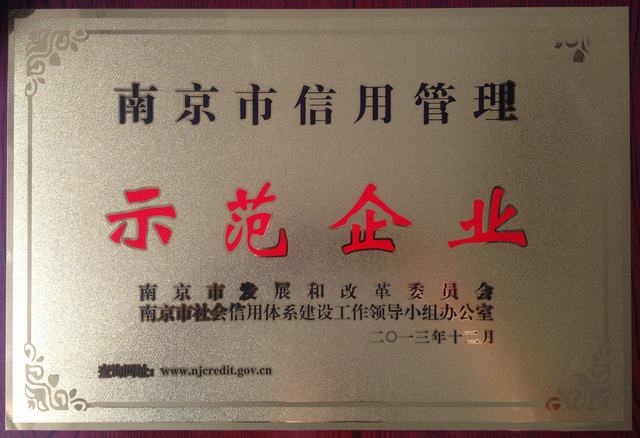 南京市信用管理
示范企业
南京市发展和改革委员会
南京市社会信用体系建设工作领导小组办公室
二〇一三年十二月
查询网址：www.njcredit.gov.cn